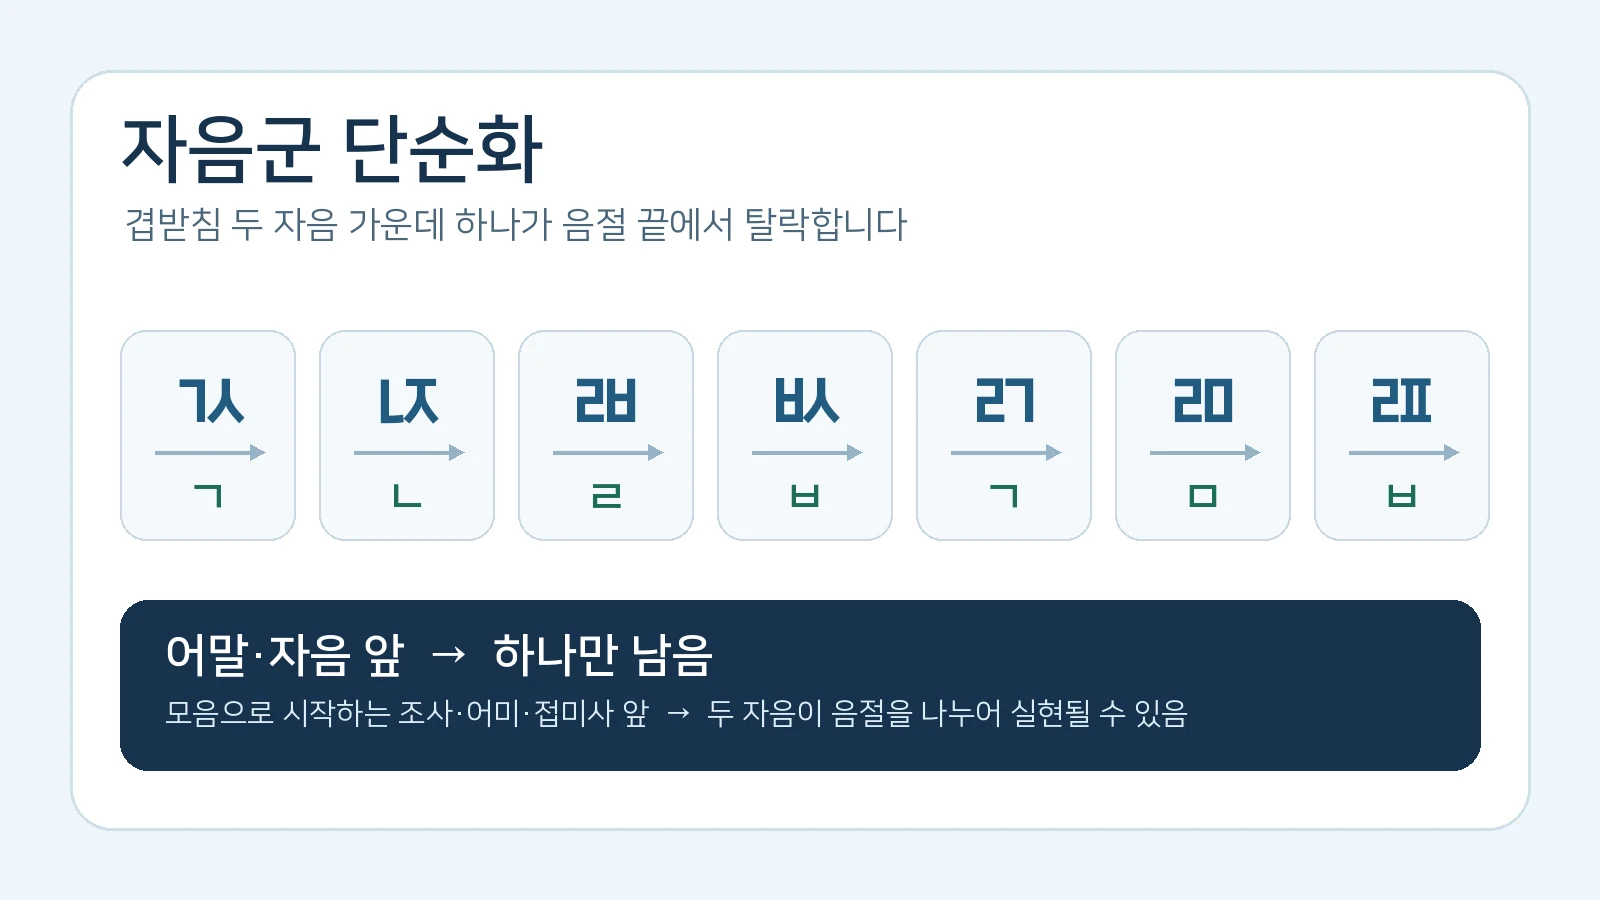 자음군 단순화
겹받침 두 자음 가운데 하나가 음절 끝에서 탈락합니다
ㄳ ㄵ ㄼ ㅄ ㄺ ㄻ ㄿ
→ → → → → → →
ㄱ ㄴ ㄹ ㅂ ㄱ ㅁ ㅂ
어말·자음 앞 → 하나만 남음
모음으로 시작하는 조사·어미·접미사 앞 → 두 자음이 음절을 나누어 실현될 수 있음